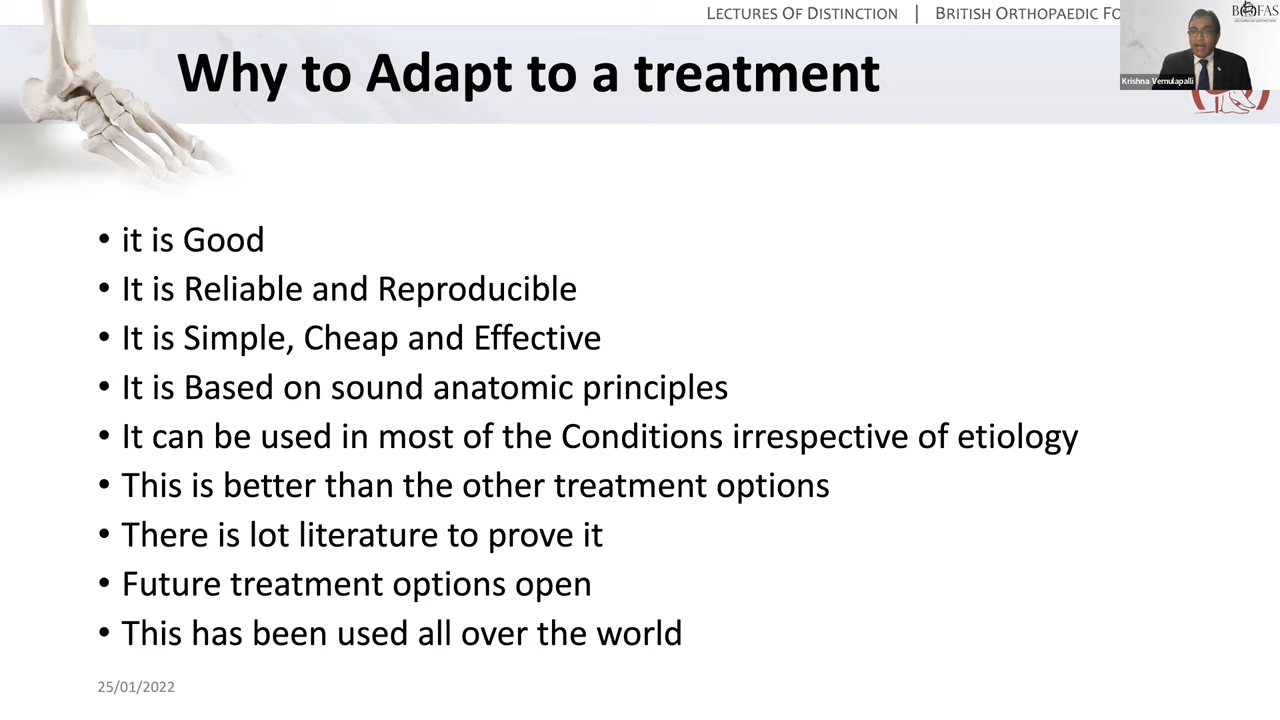 LECTURES OF DISTINCTION | BRITISH ORTHOPAEDIC
Why to Adapt to a treatment
Krishna Vemulapalli
LECTURES OF DISTINCTION
• it is Good
• It is Reliable and Reproducible
• It is Simple, Cheap and Effective
• It is Based on sound anatomic principles
• It can be used in most of the Conditions irrespective of etiology
• This is better than the other treatment options
• There is lot literature to prove it
• Future treatment options open
• This has been used all over the world
25/01/2022